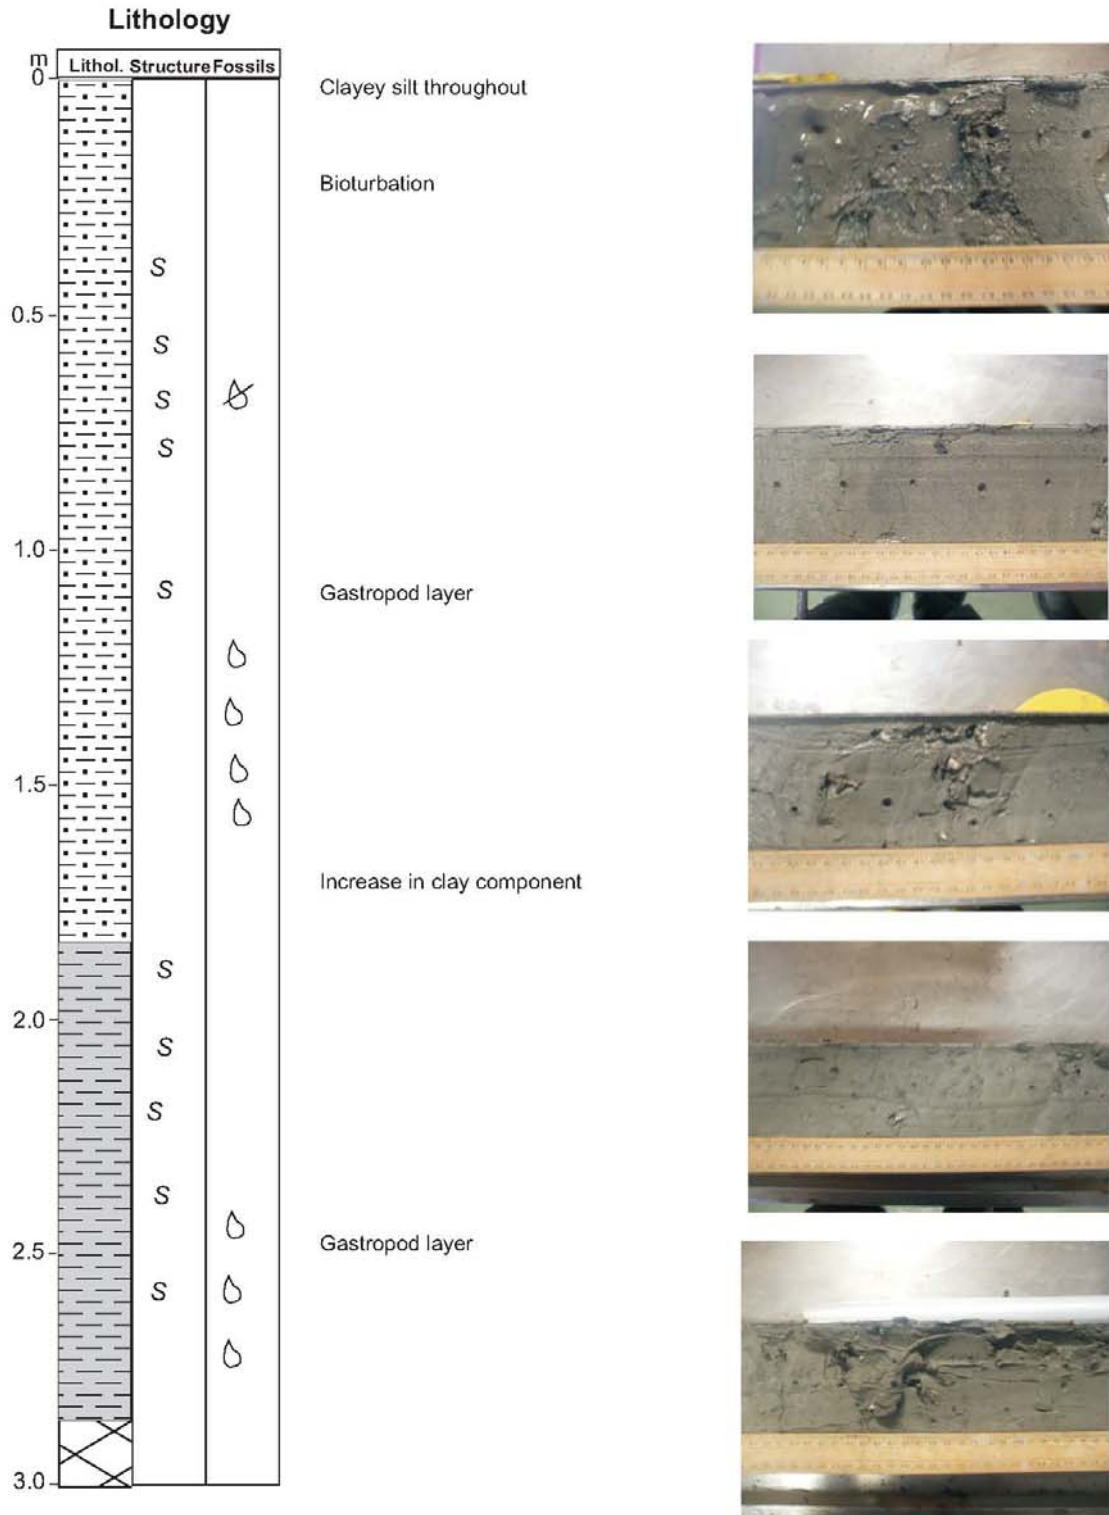 Lithology
m
Lithol. Structure Fossils
0
Clayey silt throughout
Bioturbation
S
0.5
S
S
S
1.0
S
Gastropod layer
1.5
Increase in clay component
S
2.0
S
S
S
2.5
Gastropod layer
S
3.0